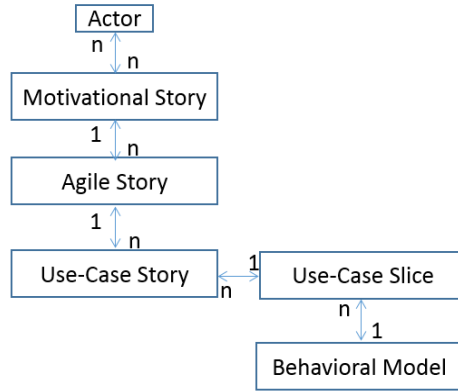 Actor
n
n
Motivational Story
1
n
Agile Story
1
n
Use-Case Story
1
n
Use-Case Slice
n
1
Behavioral Model